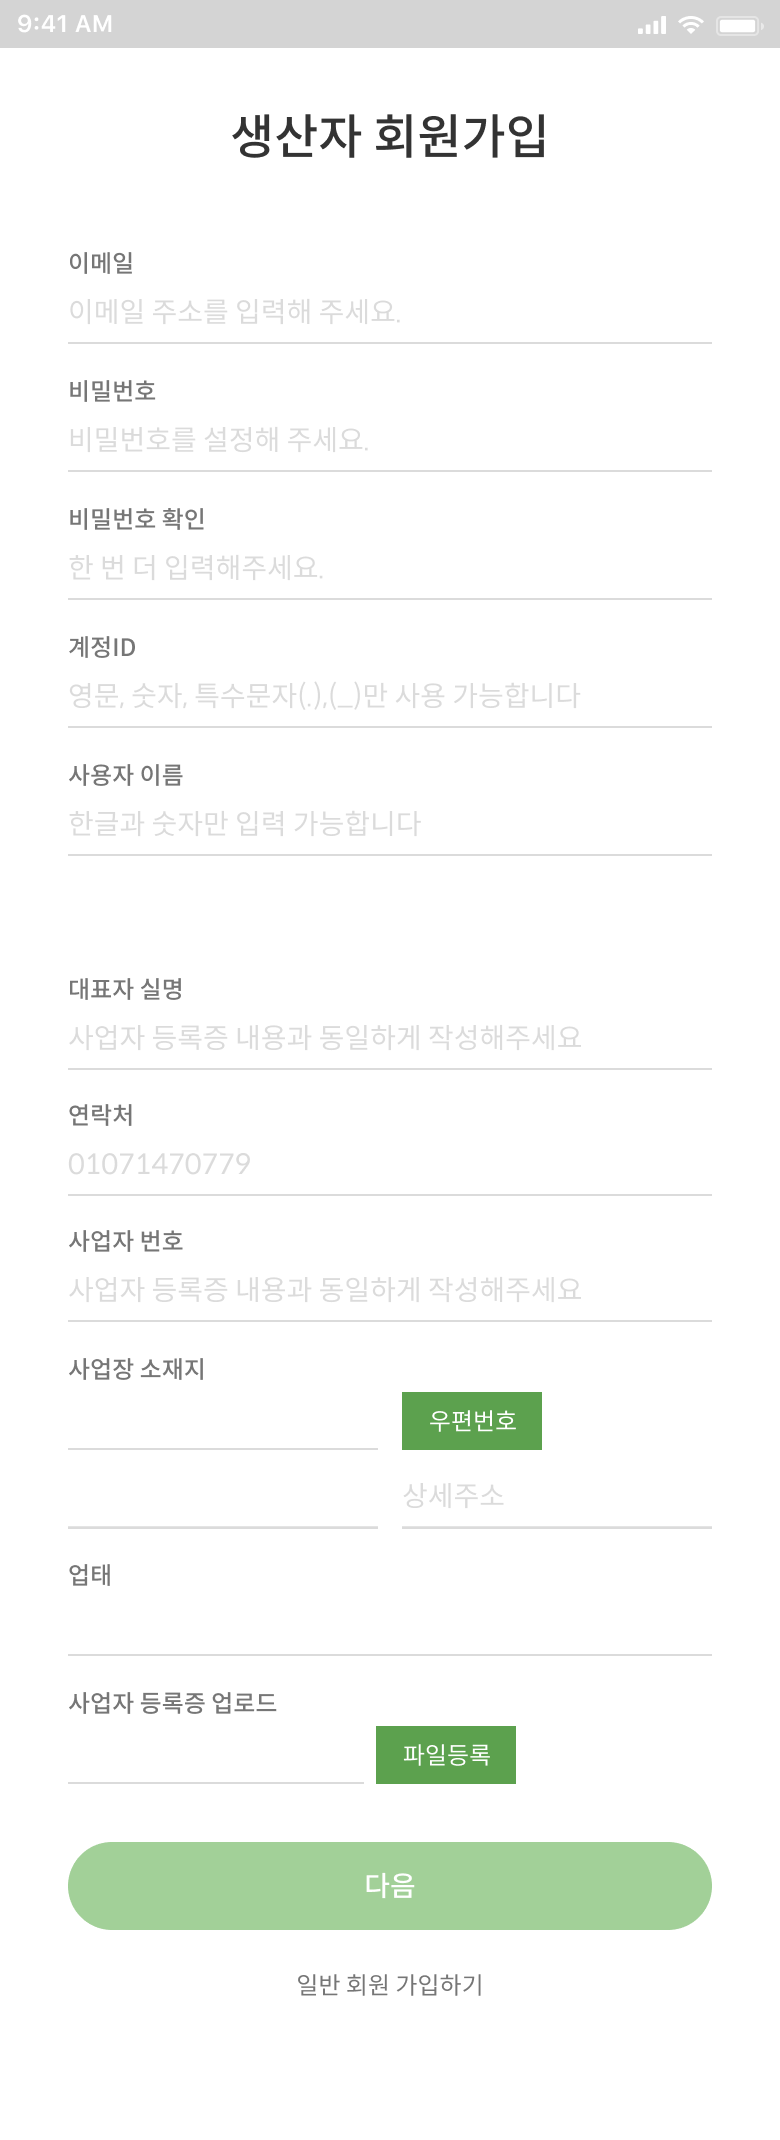 9:41 AM
생산자 회원가입
이메일
이메일 주소를 입력해 주세요.
비밀번호
비밀번호를 설정해 주세요.
비밀번호 확인
한 번 더 입력해주세요.
계정ID
영문, 숫자, 특수문자(.),(_)만 사용 가능합니다
사용자 이름
한글과 숫자만 입력 가능합니다
대표자 실명
사업자 등록증 내용과 동일하게 작성해주세요
연락처
01071470779
사업자 번호
사업자 등록증 내용과 동일하게 작성해주세요
사업장 소재지
우편번호
상세주소
업태
사업자 등록증 업로드
파일등록
다음
일반 회원 가입하기